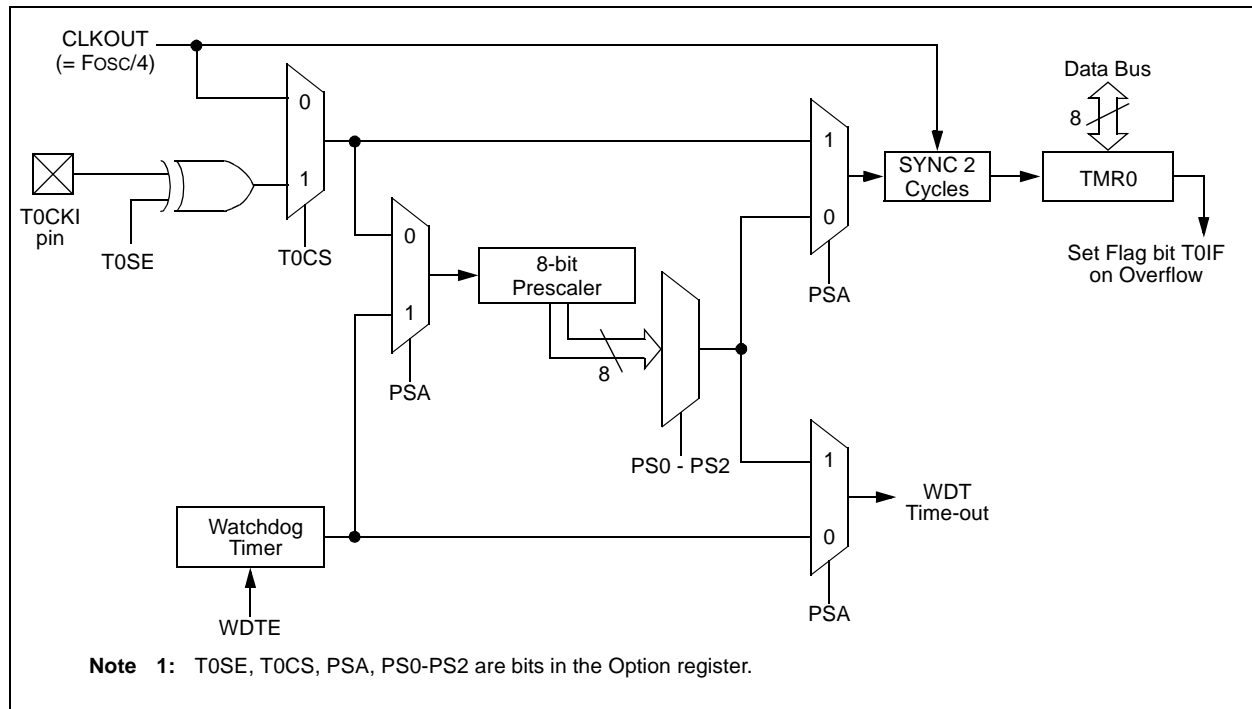 CLKOUT
(= FOSC/4)
Data Bus
8
0
1
1
0
SYNC 2
Cycles
TMR0
T0CKI
pin
T0SE
T0CS
0
1
8-bit
Prescaler
PSA
Set Flag bit T0IF
on Overflow
8
PSA
PS0 - PS2
1
0
WDT
Time-out
Watchdog
Timer
PSA
WDTE
Note 1: T0SE, T0CS, PSA, PS0-PS2 are bits in the Option register.